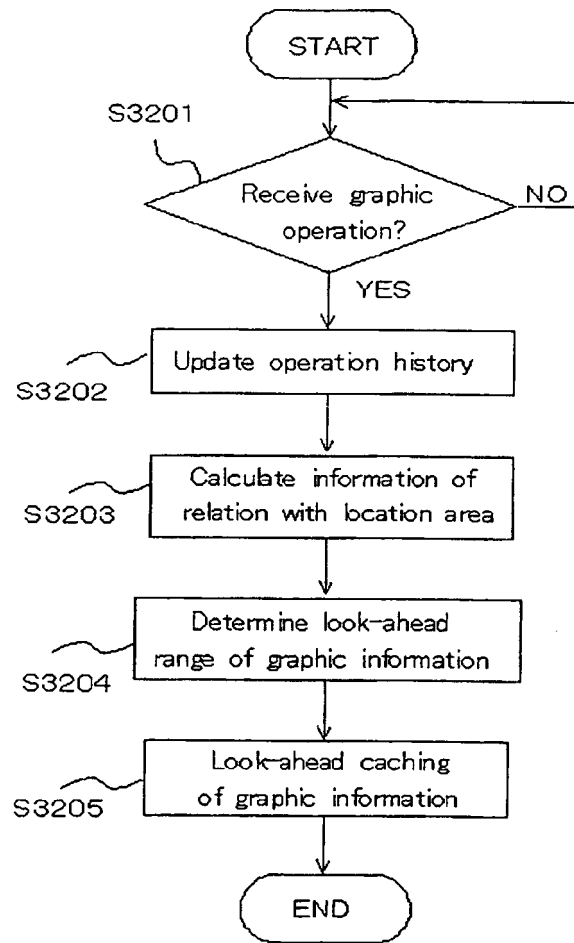 START
S3201
Receive graphic
operation?
NO
YES
Update operation history
S3202
Calculate information of
relation with location area
S3203
Determine look-ahead
range of graphic information
S3204
Look-ahead caching
of graphic information
S3205
END